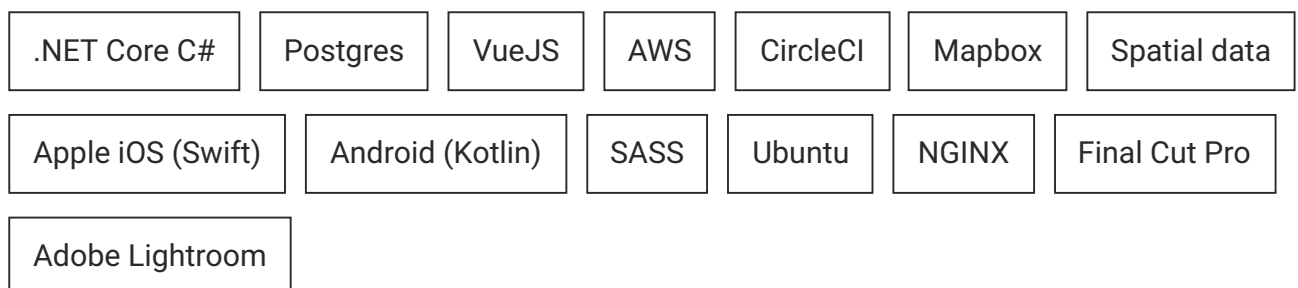 .NET Core C# Postgres VueJS AWS CircleCI Mapbox Spatial data
Apple iOS (Swift) Android (Kotlin) SASS Ubuntu NGINX Final Cut Pro
Adobe Lightroom